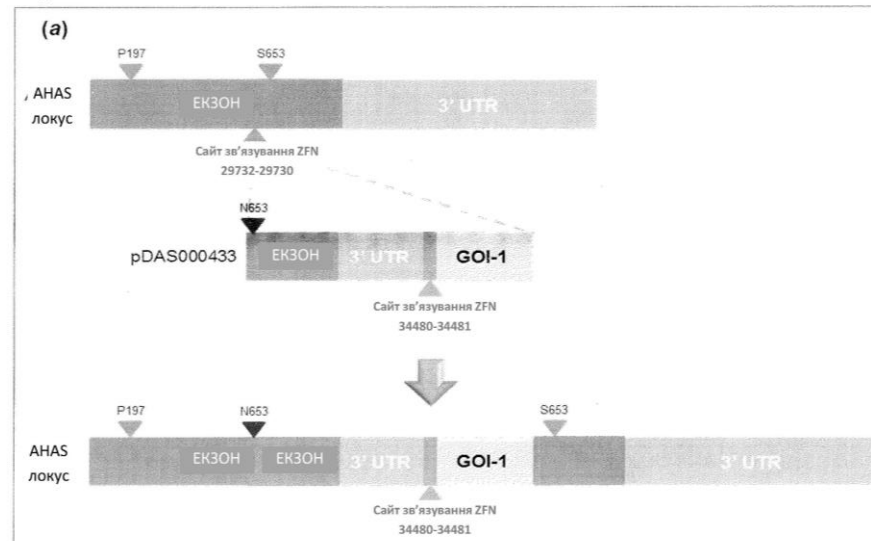 (a)
P197 S653
AHAS
локус
ЕКЗОН
3' UTR
Сайт зв'язування ZFN
29732-29730
N653
pDAS000433
ЕКЗОН
3' UTR
GOI-1
Сайт зв'язування ZFN
34480-34481
P197 N653 S653
AHAS
локус
ЕКЗОН ЕКЗОН
3' UTR
GOI-1
3' UTR
Сайт зв'язування ZFN
34480-34481